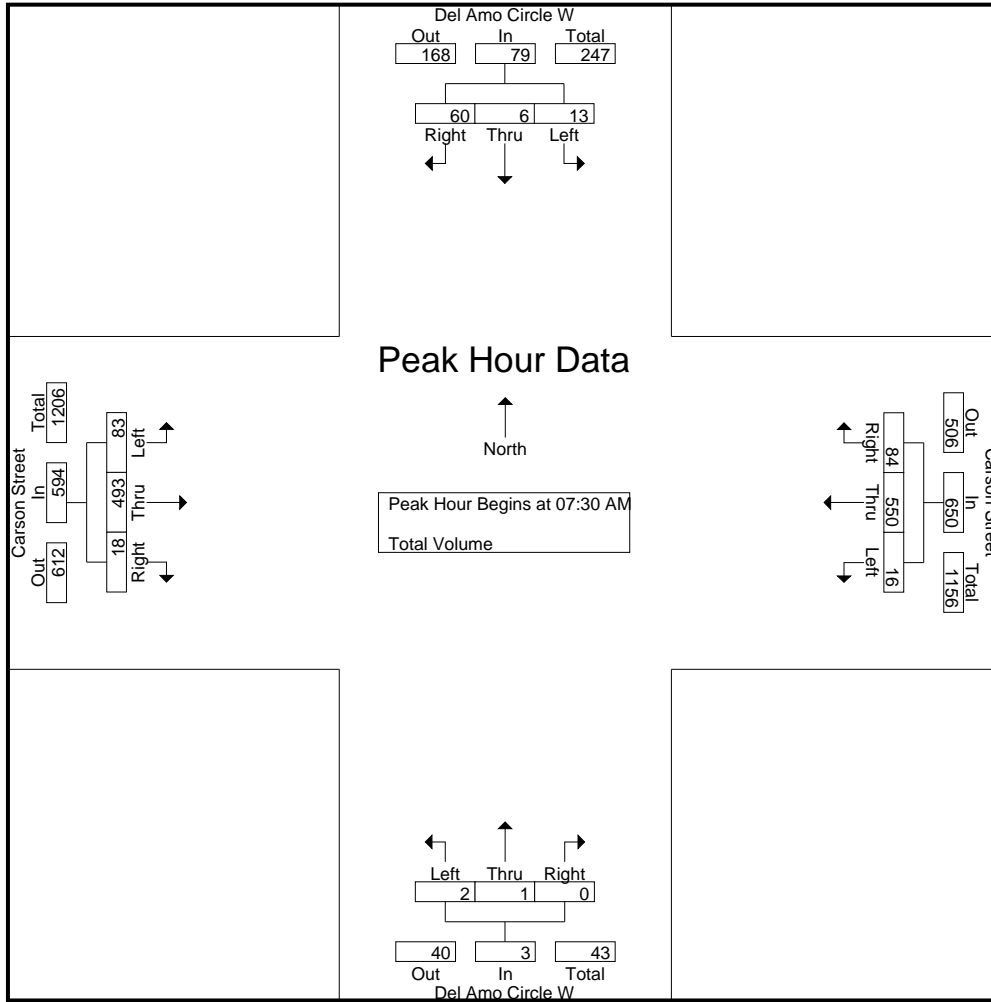 Del Amo Circle W
Out In Total
168 79 247
60 6 13
Right Thru Left
Peak Hour Data
North
Peak Hour Begins at 07:30 AM
Total Volume
Carson Street
Total In Out
1206 594 612
83 493 18
Left Thru Right
Carson Street
Out In Total
506 650 1156
84 550 16
Right Thru Left
Left Thru Right
2 1 0
40 3 43
Out In Total
Del Amo Circle W